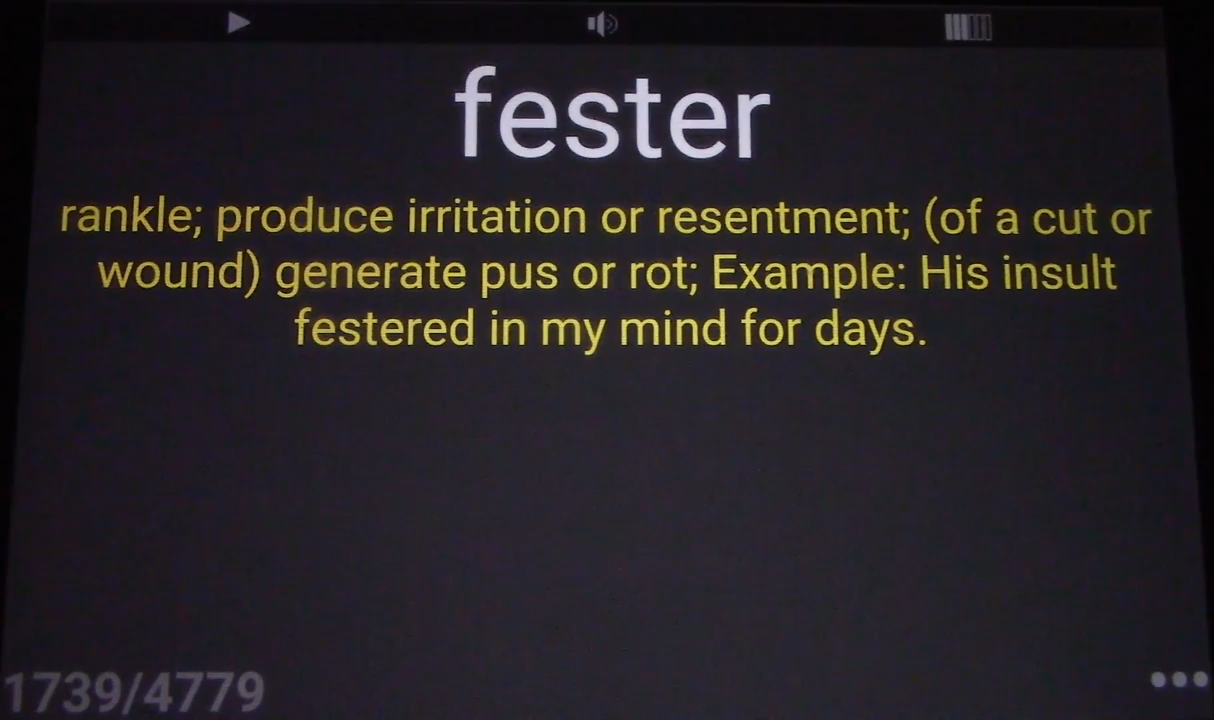 fester
rankle; produce irritation or resentment; (of a cut or
wound) generate pus or rot; Example: His insult
festered in my mind for days.
1739/4779